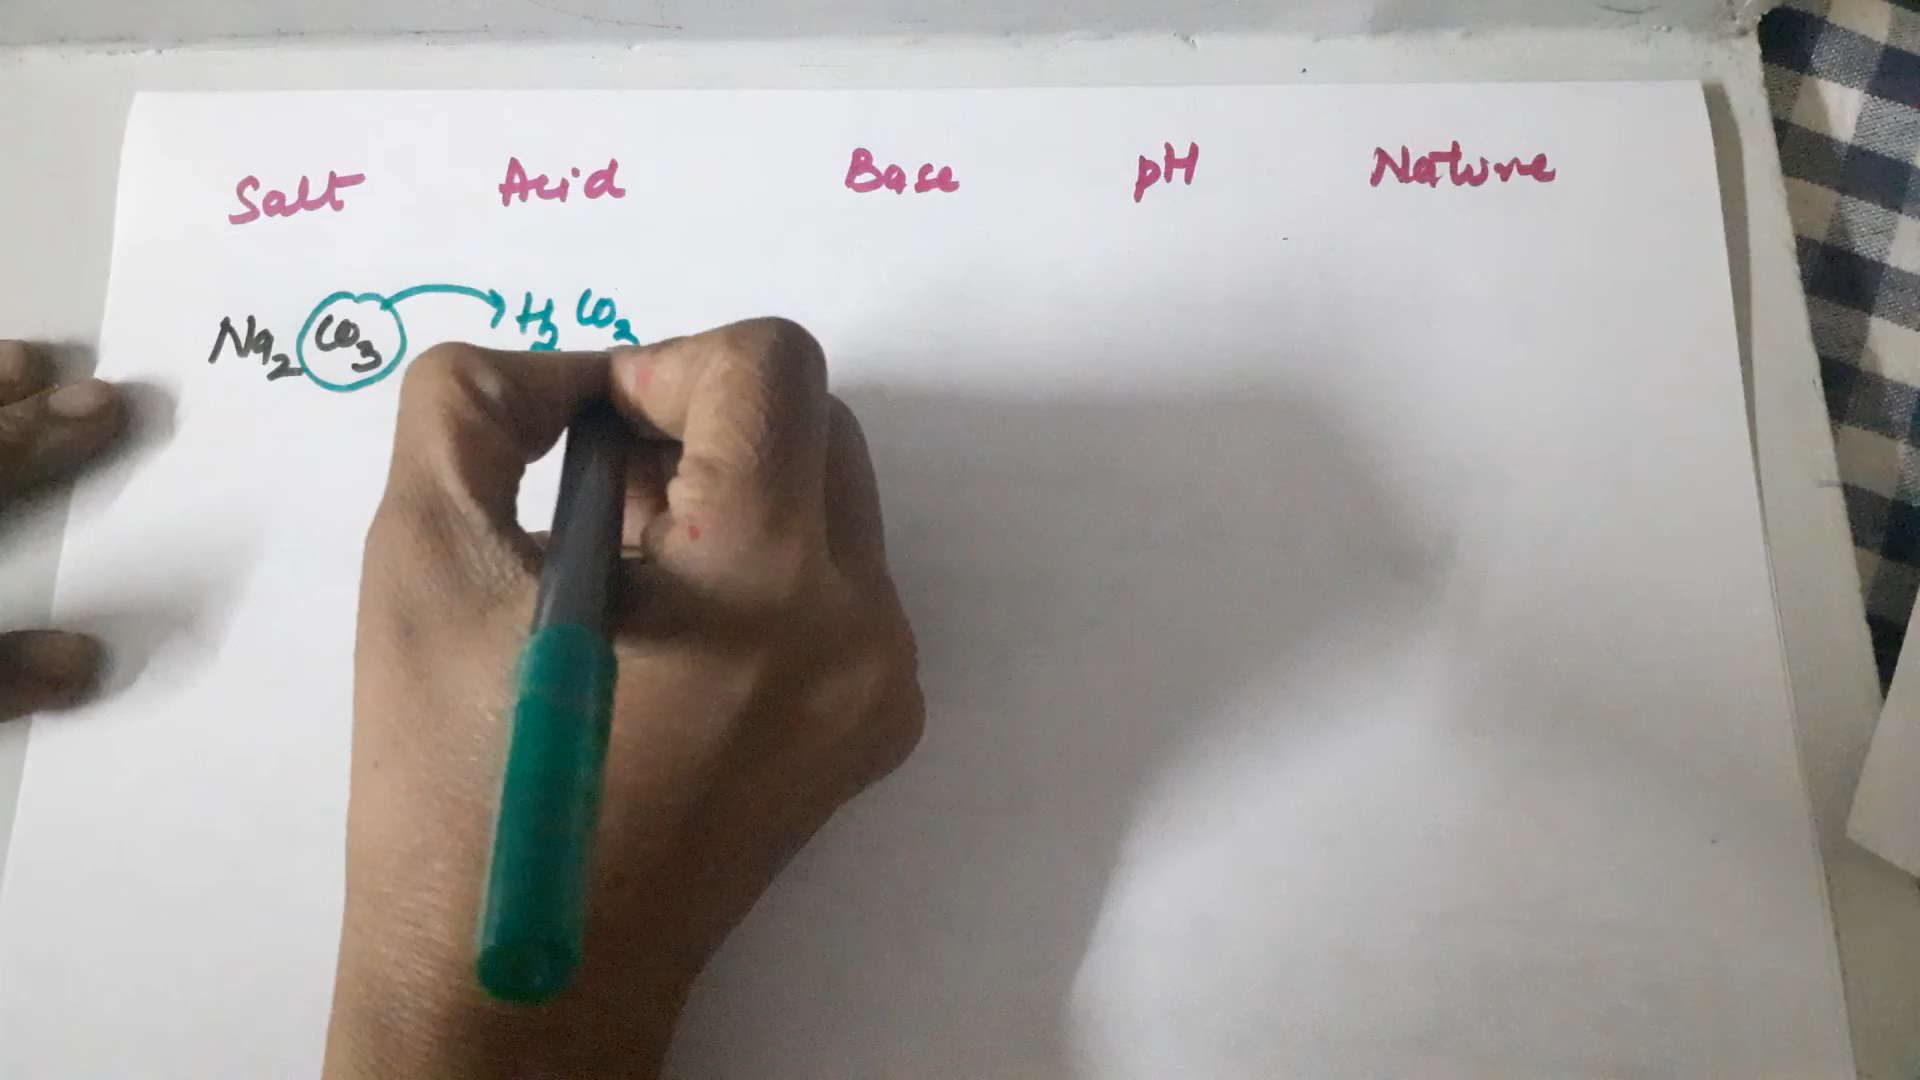 Salt Acid Base pH Nature
Na2CO3 → H2CO3